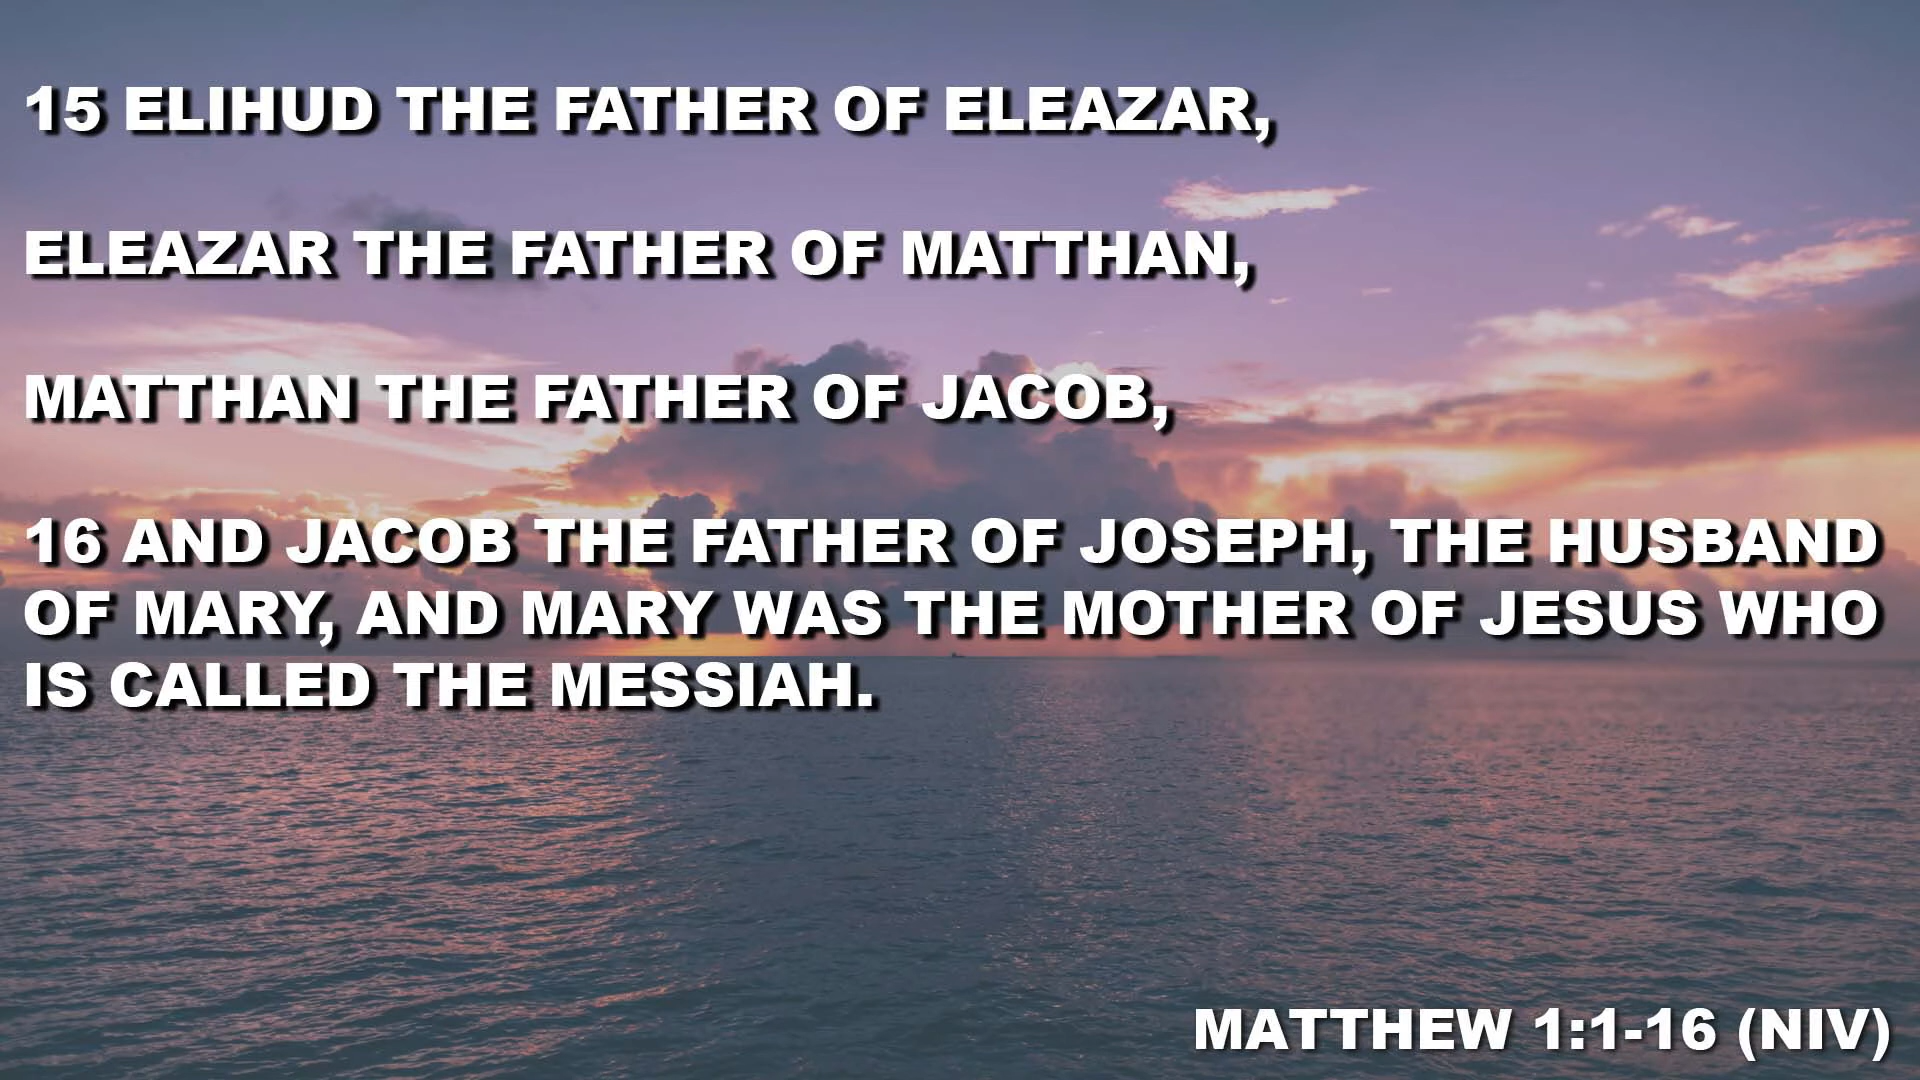 15 ELIHUD THE FATHER OF ELEAZAR,
ELEAZAR THE FATHER OF MATTHAN,
MATTHAN THE FATHER OF JACOB,
16 AND JACOB THE FATHER OF JOSEPH, THE HUSBAND
OF MARY, AND MARY WAS THE MOTHER OF JESUS WHO
IS CALLED THE MESSIAH.
MATTHEW 1:1-16 (NIV)